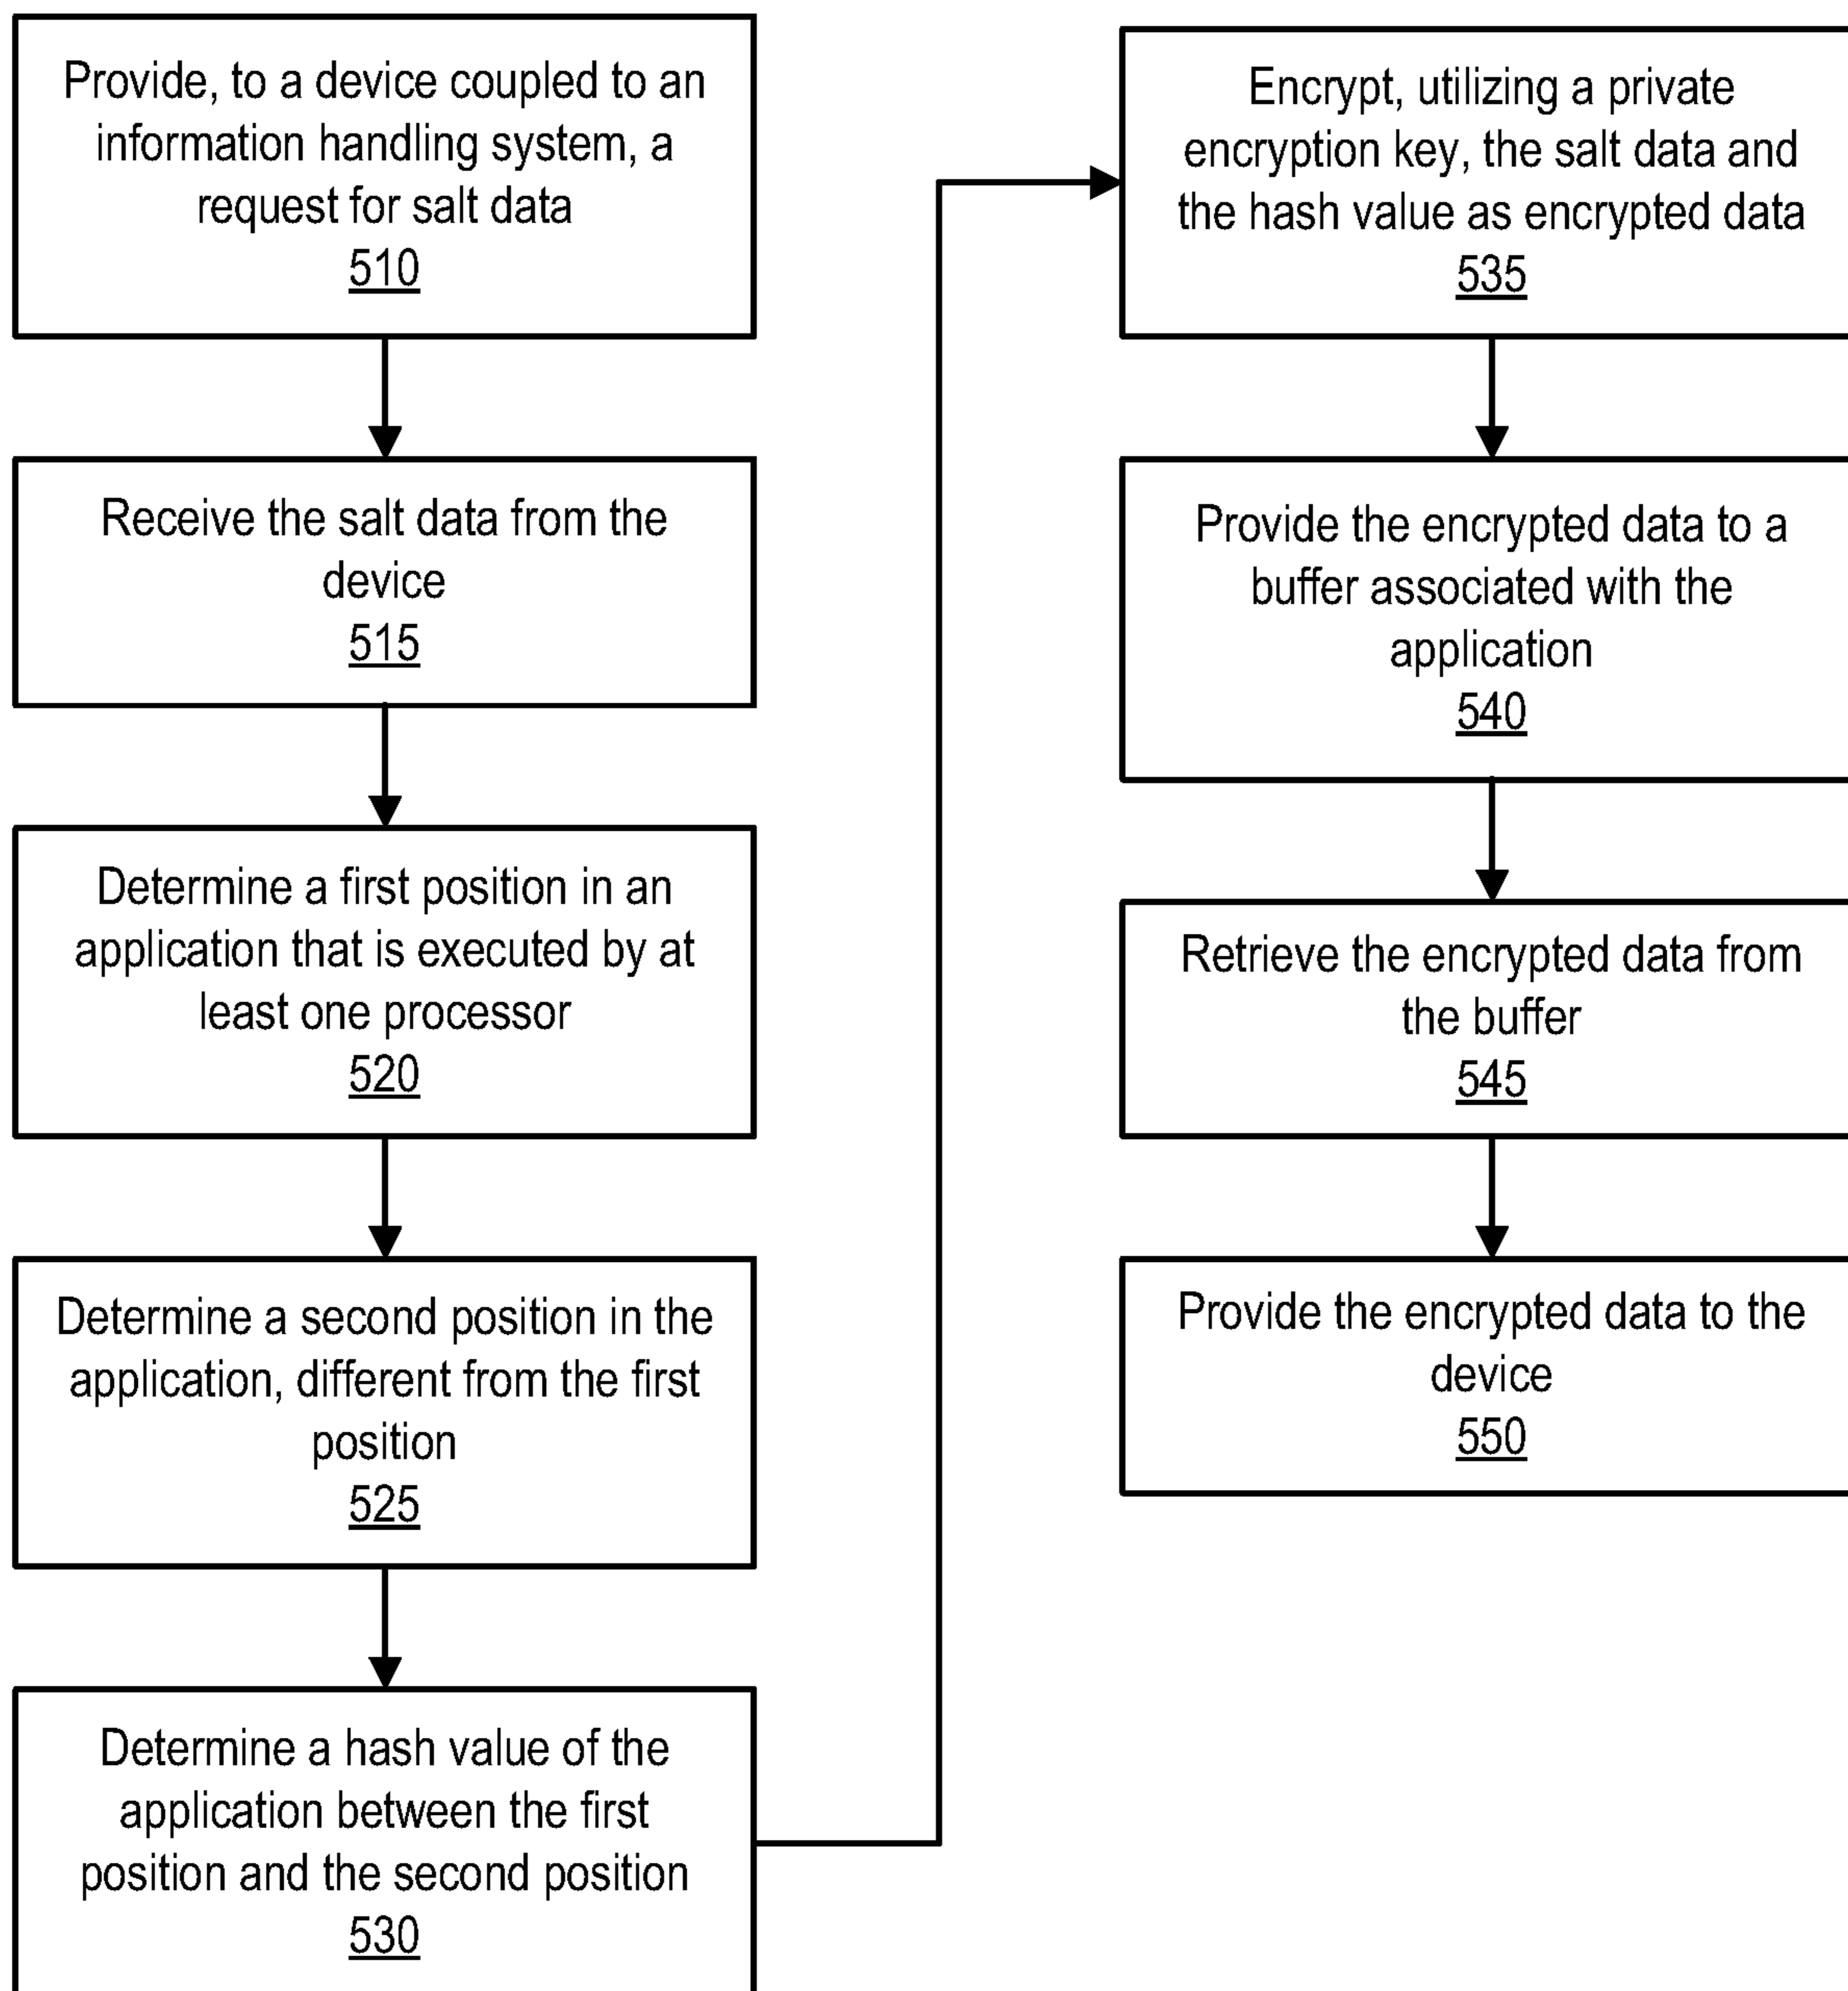 Provide, to a device coupled to an
information handling system, a
request for salt data
510
Receive the salt data from the
device
515
Determine a first position in an
application that is executed by at
least one processor
520
Determine a second position in the
application, different from the first
position
525
Determine a hash value of the
application between the first
position and the second position
530
Encrypt, utilizing a private
encryption key, the salt data and
the hash value as encrypted data
535
Provide the encrypted data to a
buffer associated with the
application
540
Retrieve the encrypted data from
the buffer
545
Provide the encrypted data to the
device
550